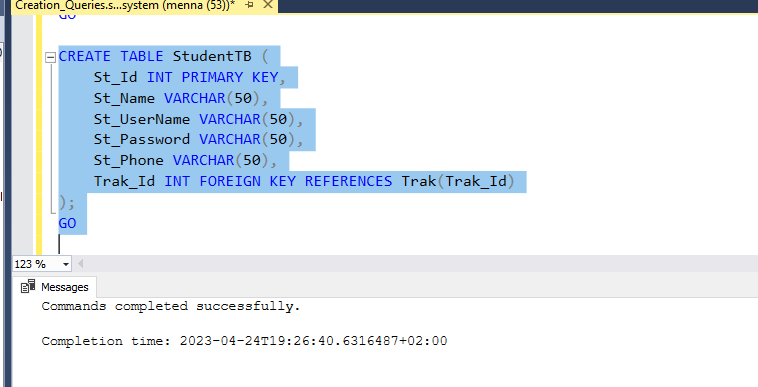 Creation_Queries.s...system (menna (53))*
GO
CREATE TABLE StudentTB (
St_Id INT PRIMARY KEY,
St_Name VARCHAR(50),
St_UserName VARCHAR(50),
St_Password VARCHAR(50),
St_Phone VARCHAR(50),
Trak_Id INT FOREIGN KEY REFERENCES Trak(Trak_Id)
);
GO
123 %
Messages
Commands completed successfully.
Completion time: 2023-04-24T19:26:40.6316487+02:00